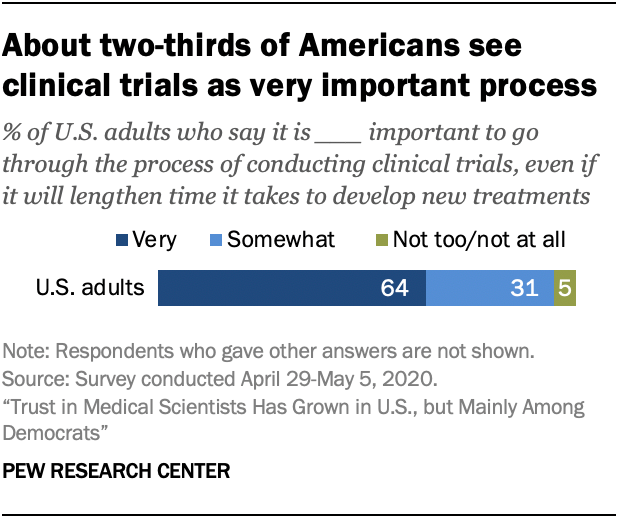 About two-thirds of Americans see
clinical trials as very important process
% of U.S. adults who say it is ___ important to go
through the process of conducting clinical trials, even if
it will lengthen time it takes to develop new treatments
Very Somewhat Not too/not at all
U.S. adults 64 31 5
Note: Respondents who gave other answers are not shown.
Source: Survey conducted April 29-May 5, 2020.
“Trust in Medical Scientists Has Grown in U.S., but Mainly Among
Democrats”
PEW RESEARCH CENTER